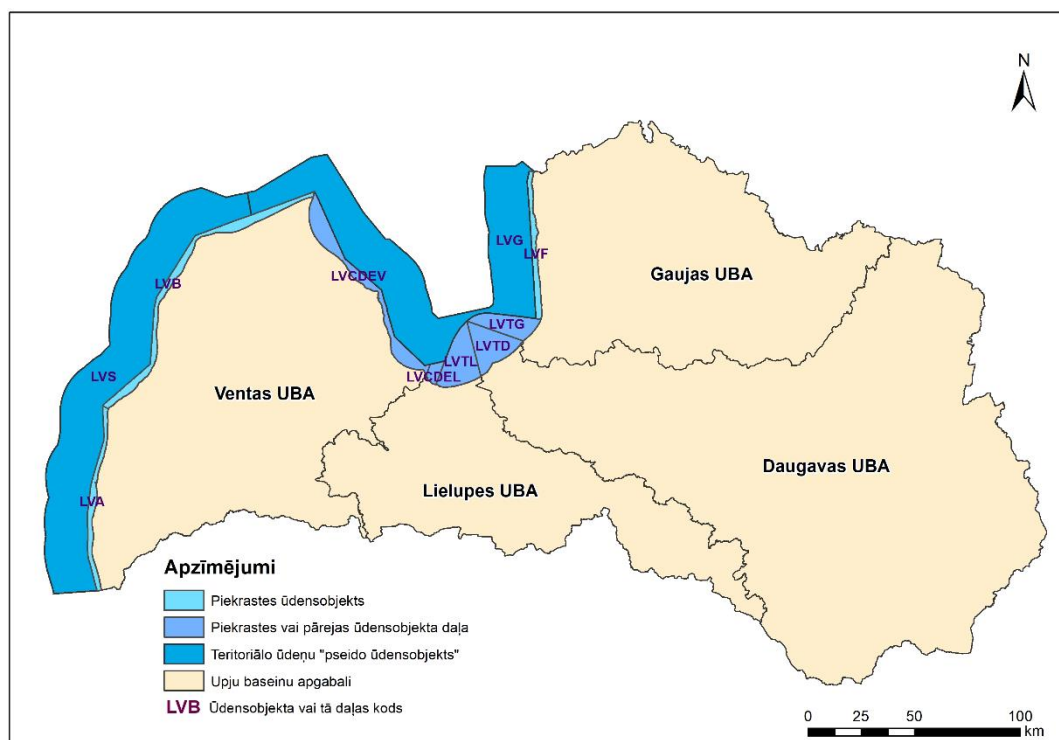 N
LVG
LVF
Gaujas UBA
LVCDEV
LVB
LVTG
LVTD
LVTL
LVCDEL
LVS
Ventas UBA
Daugavas UBA
Lielupes UBA
LVA
Apzīmējumi
Piekrastes ūdensobjekts
Piekrastes vai pārejas ūdensobjekta daļa
Teritoriālo ūdeņu "pseido ūdensobjekts"
Upju baseinu apgabali
LVB Ūdensobjekta vai tā daļas kods
0 25 50 100
km